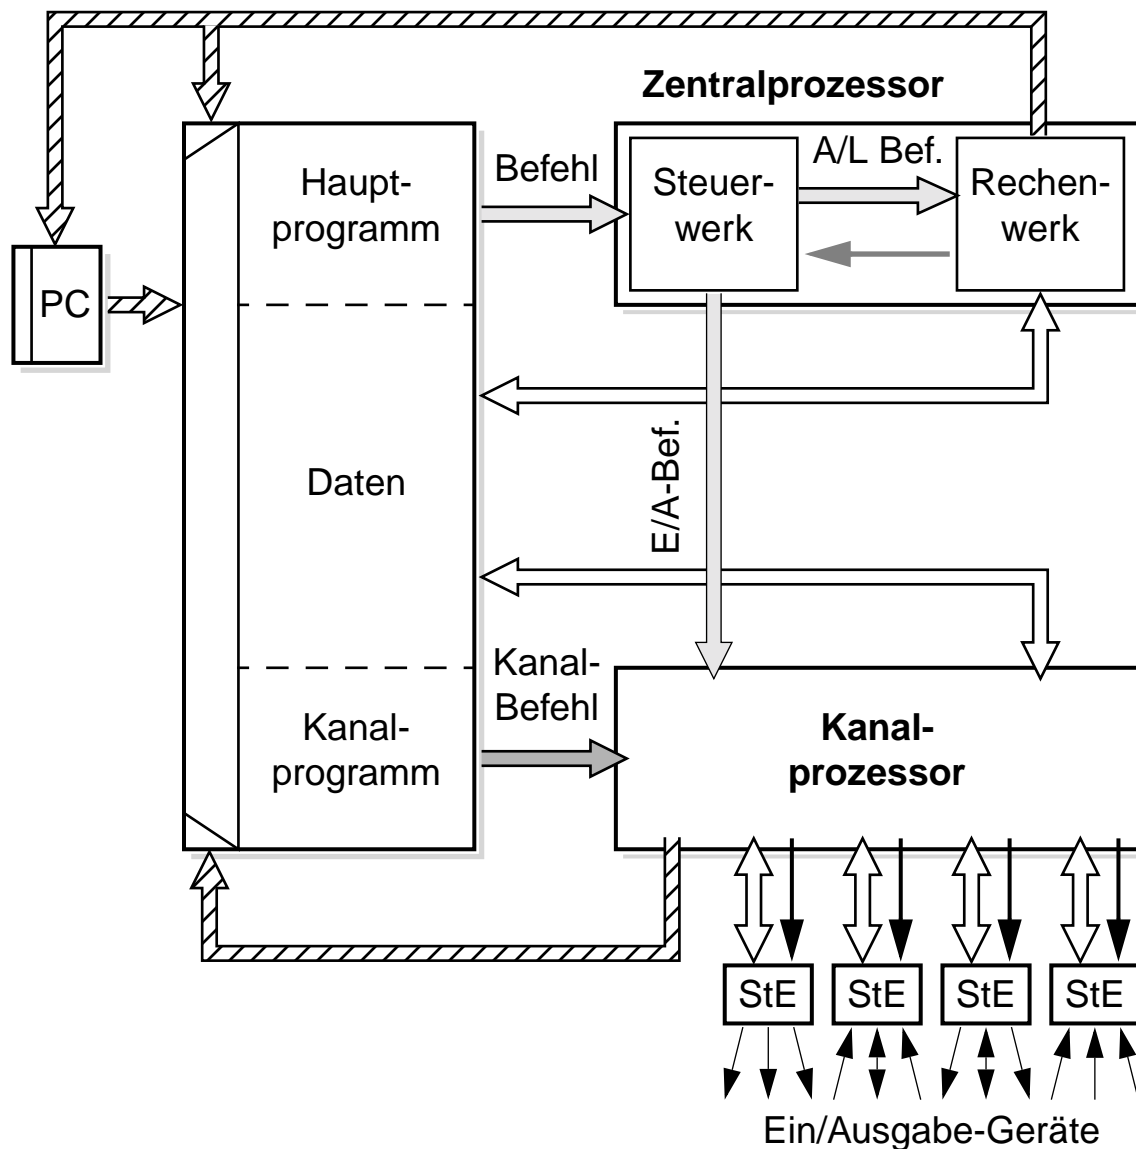 Zentralprozessor
Haupt-
programm
Befehl
Steuer-
werk
A/L Bef.
Rechen-
werk
PC
Daten
E/A-Bef.
Kanal-
Befehl
Kanal-
programm
Kanal-
prozessor
StE
StE
StE
StE
Ein/Ausgabe-Geräte